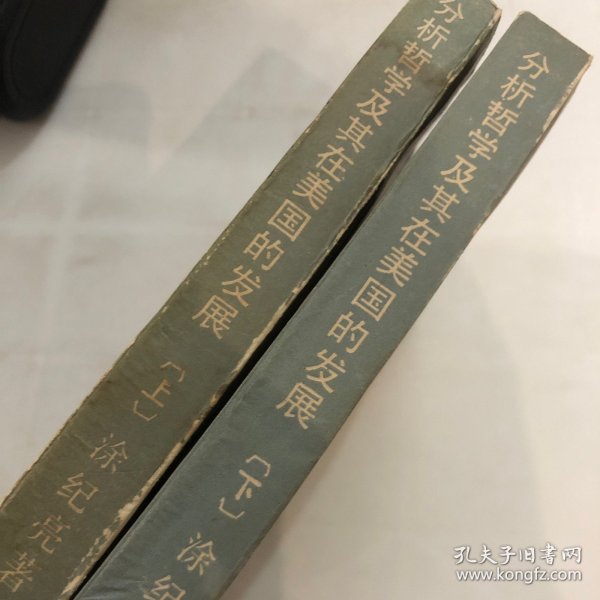 分析哲学及其在美国的发展〔上〕涂纪亮著
分析哲学及其在美国的发展〔下〕涂纪
孔夫子旧书网
www.kongfz.com